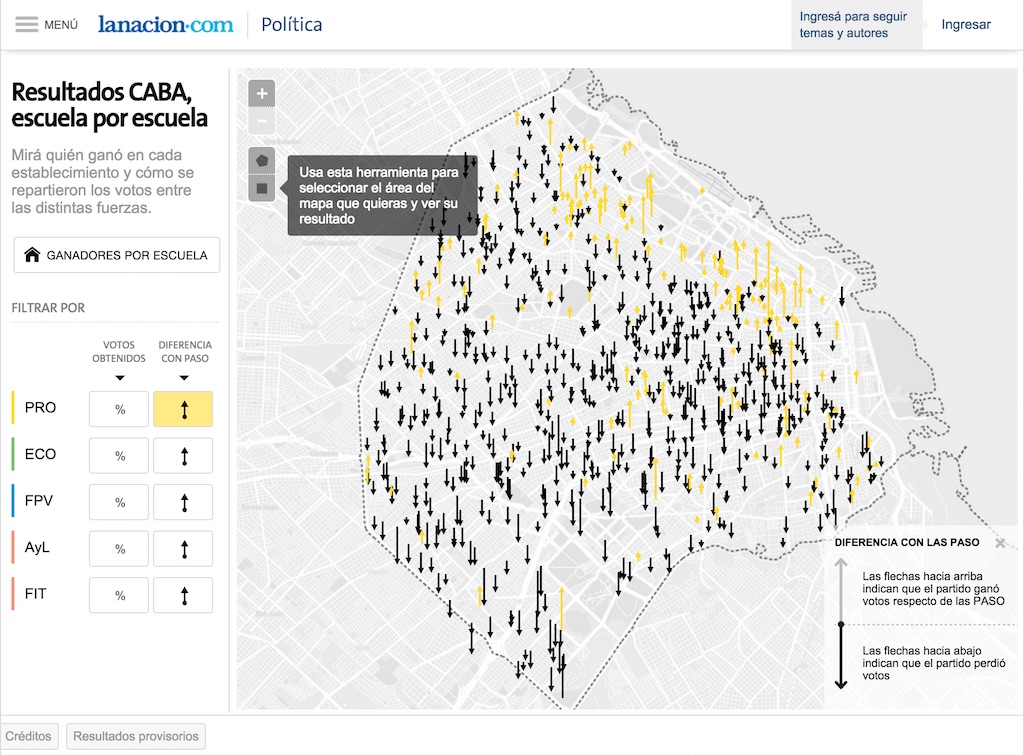 MENÚ
lanacion.com
Política
Ingresá para seguir
temas y autores
Ingresar
Resultados CABA,
escuela por escuela
Mirá quién ganó en cada
establecimiento y cómo se
repartieron los votos entre
las distintas fuerzas.
GANADORES POR ESCUELA
FILTRAR POR
VOTOS
OBTENIDOS
DIFERENCIA
CON PASO
PRO
%
ECO
%
FPV
%
AyL
%
FIT
%
+
−
Usa esta herramienta para
seleccionar el área del
mapa que quieras y ver su
resultado
DIFERENCIA CON LAS PASO
Las flechas hacia arriba
indican que el partido ganó
votos respecto de las PASO
Las flechas hacia abajo
indican que el partido perdió
votos
Créditos
Resultados provisorios